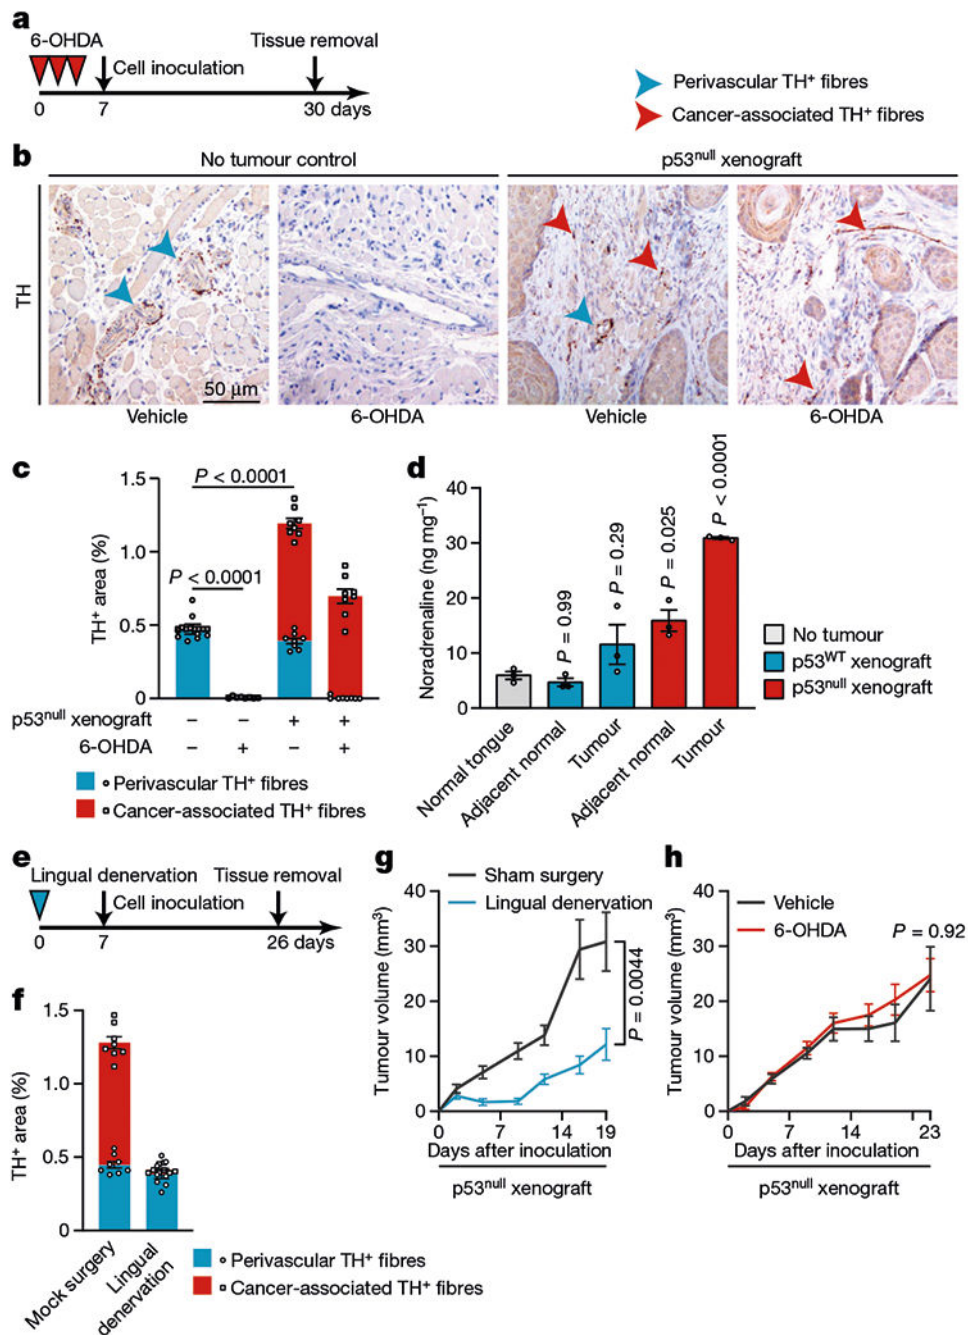 a
6-OHDA
Cell inoculation
Tissue removal
0
7
30 days
Perivascular TH⁺ fibres
Cancer-associated TH⁺ fibres
b
No tumour control
p53ⁿᵘˡˡ xenograft
TH
50 μm
Vehicle
6-OHDA
Vehicle
6-OHDA
c
TH⁺ area (%)
1.5
1.0
0.5
0
P < 0.0001
P < 0.0001
p53ⁿᵘˡˡ xenograft − − + +
6-OHDA − + − +
Perivascular TH⁺ fibres
Cancer-associated TH⁺ fibres
d
Noradrenaline (ng mg⁻¹)
40
30
20
10
0
P = 0.99
P = 0.29
P = 0.025
P < 0.0001
Normal tongue
Adjacent normal
Tumour
Adjacent normal
Tumour
No tumour
p53ᵂᵀ xenograft
p53ⁿᵘˡˡ xenograft
e
Lingual denervation
Cell inoculation
Tissue removal
0
7
26 days
f
TH⁺ area (%)
1.5
1.0
0.5
0
Mock surgery
Lingual
denervation
Perivascular TH⁺ fibres
Cancer-associated TH⁺ fibres
g
Sham surgery
Lingual denervation
Tumour volume (mm³)
40
30
20
10
0
P = 0.0044
0 7 14 19
Days after inoculation
p53ⁿᵘˡˡ xenograft
h
Vehicle
6-OHDA
P = 0.92
Tumour volume (mm³)
40
30
20
10
0
0 7 14 23
Days after inoculation
p53ⁿᵘˡˡ xenograft